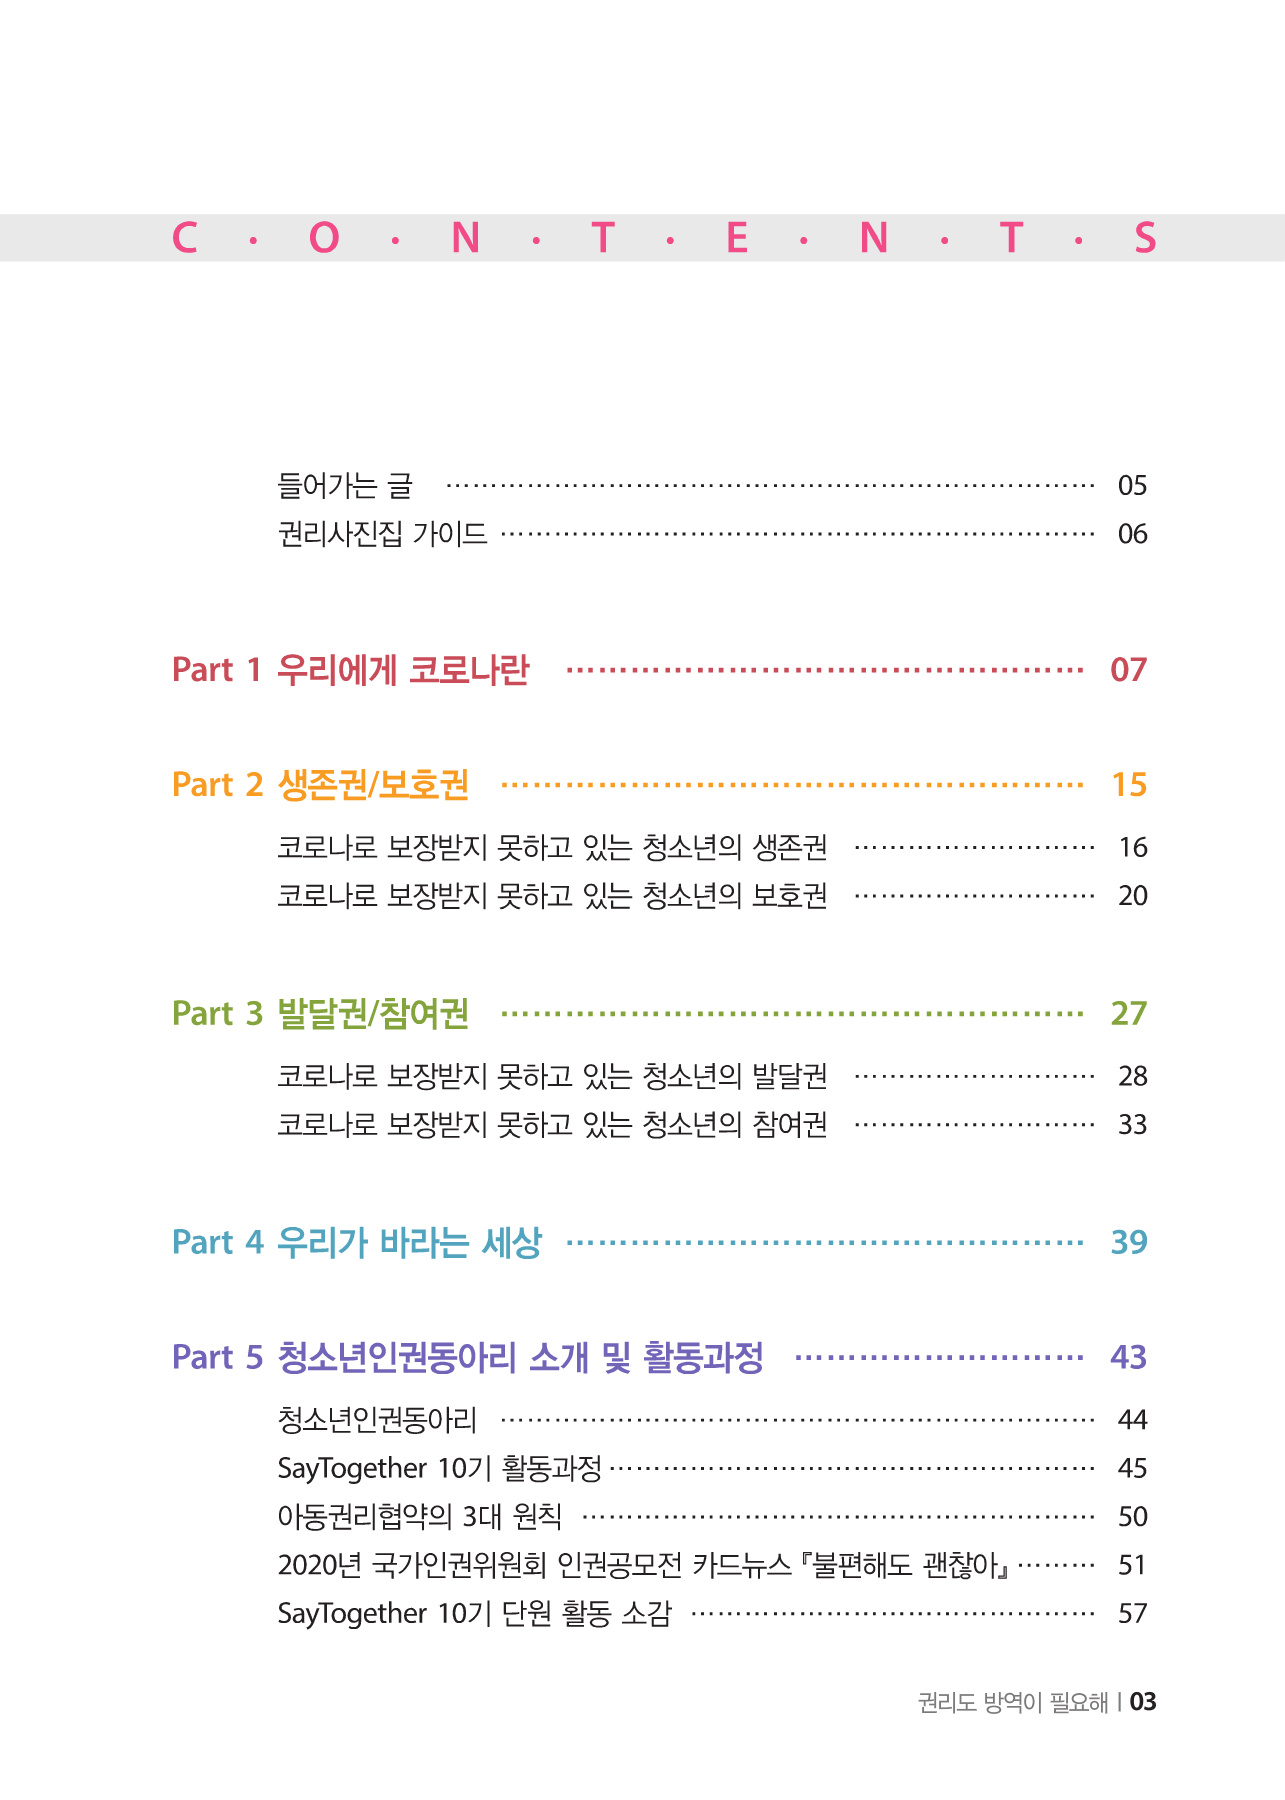 C · O · N · T · E · N · T · S
들어가는 글 ………………………………………………………………… 05
권리사진집 가이드 …………………………………………………………… 06
Part 1 우리에게 코로나란 ………………………………………… 07
Part 2 생존권/보호권 ……………………………………………… 15
코로나로 보장받지 못하고 있는 청소년의 생존권 ……………………… 16
코로나로 보장받지 못하고 있는 청소년의 보호권 ……………………… 20
Part 3 발달권/참여권 ……………………………………………… 27
코로나로 보장받지 못하고 있는 청소년의 발달권 ……………………… 28
코로나로 보장받지 못하고 있는 청소년의 참여권 ……………………… 33
Part 4 우리가 바라는 세상 ………………………………………… 39
Part 5 청소년인권동아리 소개 및 활동과정 ……………………… 43
청소년인권동아리 …………………………………………………………… 44
SayTogether 10기 활동과정 ……………………………………………… 45
아동권리협약의 3대 원칙 ………………………………………………… 50
2020년 국가인권위원회 인권공모전 카드뉴스 『불편해도 괜찮아』 ……… 51
SayTogether 10기 단원 활동 소감 ……………………………………… 57
권리도 방역이 필요해 | 03